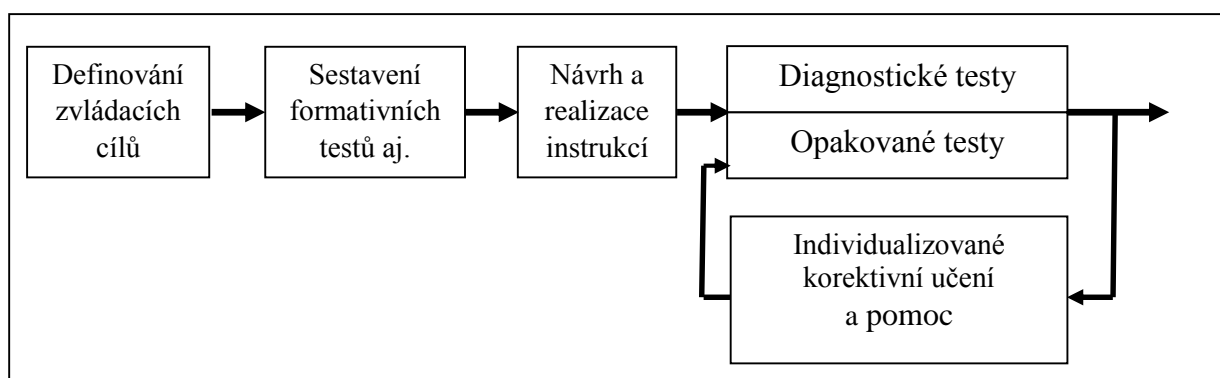 Definování
zvládacích
cílů
Sestavení
formativních
testů aj.
Návrh a
realizace
instrukcí
Diagnostické testy
Opakované testy
Individualizované
korektivní učení
a pomoc